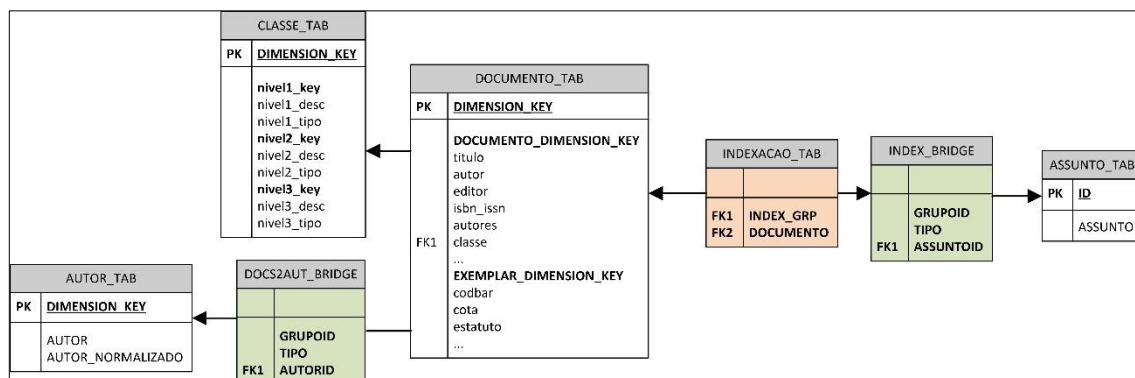 CLASSE_TAB
PK DIMENSION_KEY
nivel1_key
nivel1_desc
nivel1_tipo
nivel2_key
nivel2_desc
nivel2_tipo
nivel3_key
nivel3_desc
nivel3_tipo
DOCUMENTO_TAB
PK DIMENSION_KEY
DOCUMENTO_DIMENSION_KEY
titulo
autor
editor
isbn_issn
autores
FK1 classe
...
EXEMPLAR_DIMENSION_KEY
codbar
cota
estatuto
...
INDEXACAO_TAB
FK1 INDEX_GRP
FK2 DOCUMENTO
INDEX_BRIDGE
GRUPOID
TIPO
FK1 ASSUNTOID
ASSUNTO_TAB
PK ID
ASSUNTO
AUTOR_TAB
PK DIMENSION_KEY
AUTOR
AUTOR_NORMALIZADO
DOCS2AUT_BRIDGE
GRUPOID
TIPO
FK1 AUTORID